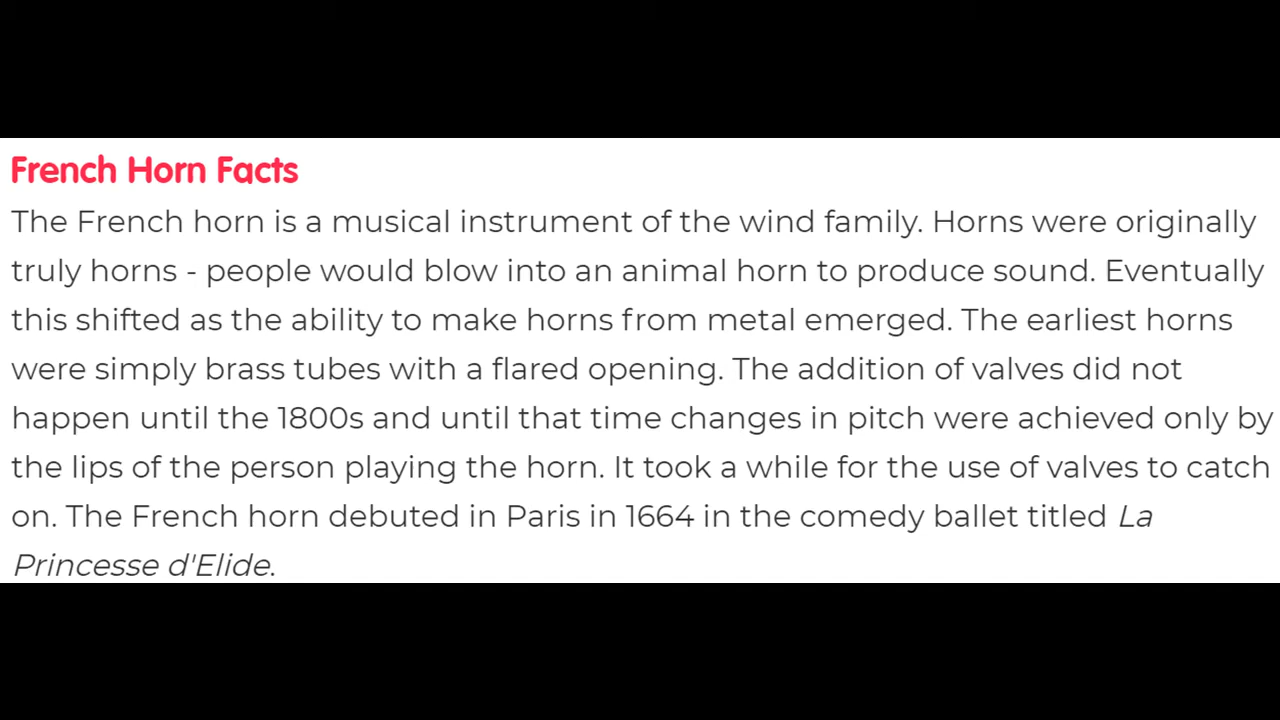 French Horn Facts
The French horn is a musical instrument of the wind family. Horns were originally
truly horns - people would blow into an animal horn to produce sound. Eventually
this shifted as the ability to make horns from metal emerged. The earliest horns
were simply brass tubes with a flared opening. The addition of valves did not
happen until the 1800s and until that time changes in pitch were achieved only by
the lips of the person playing the horn. It took a while for the use of valves to catch
on. The French horn debuted in Paris in 1664 in the comedy ballet titled La
Princesse d'Elide.